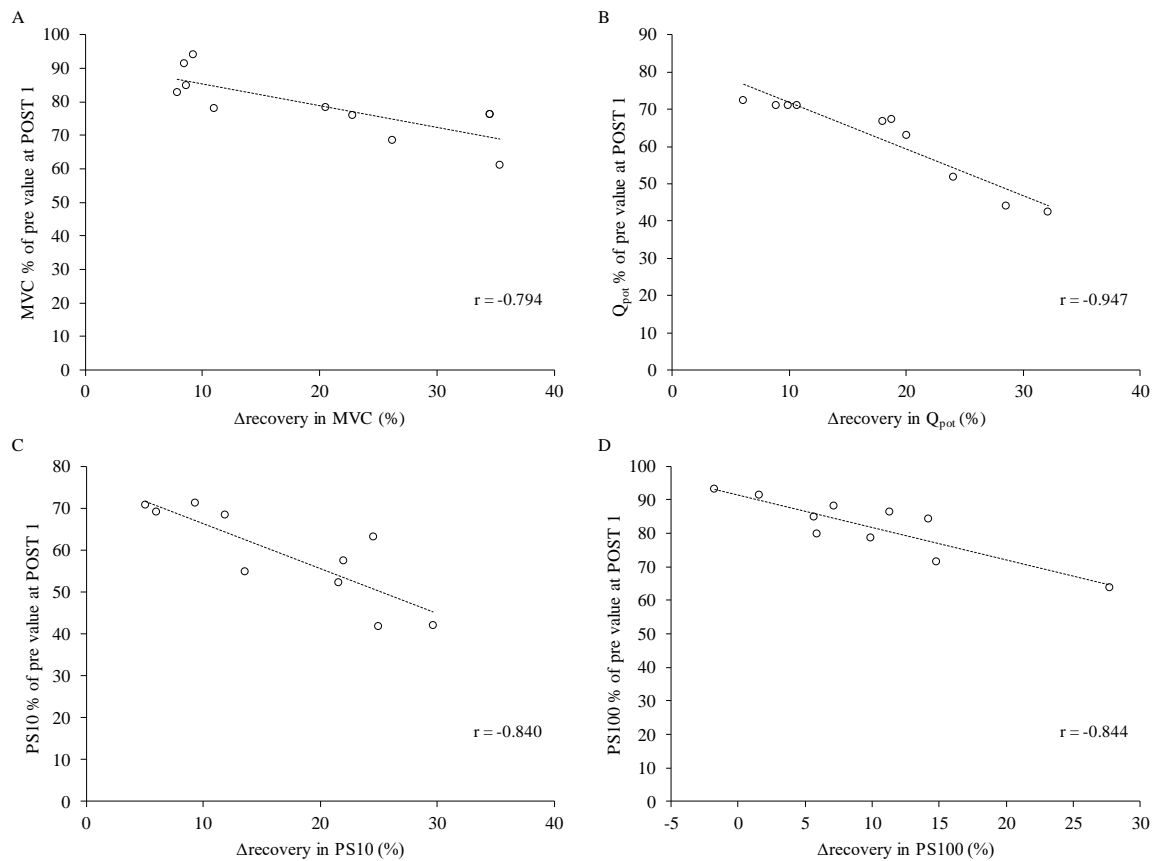 A
MVC % of pre value at POST 1
100
90
80
70
60
50
40
30
20
10
0
0 10 20 30 40
r = -0.794
Δrecovery in MVC (%)
B
Qpot % of pre value at POST 1
90
80
70
60
50
40
30
20
10
0
0 10 20 30 40
r = -0.947
Δrecovery in Qpot (%)
C
PS10 % of pre value at POST 1
80
70
60
50
40
30
20
10
0
0 10 20 30 40
r = -0.840
Δrecovery in PS10 (%)
D
PS100 % of pre value at POST 1
100
90
80
70
60
50
40
30
20
10
0
-5 0 5 10 15 20 25 30
r = -0.844
Δrecovery in PS100 (%)